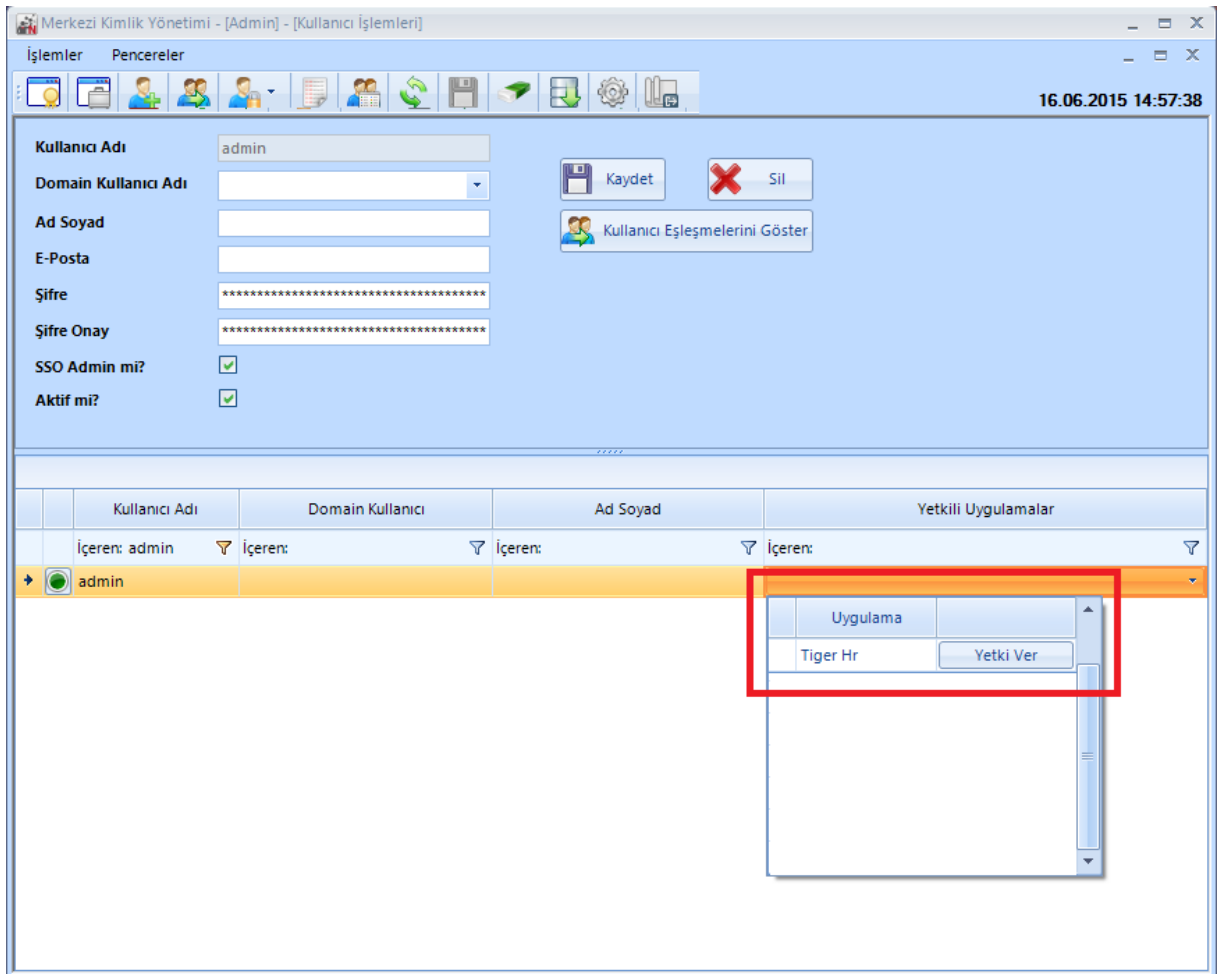 Merkezi Kimlik Yönetimi - [Admin] - [Kullanıcı İşlemleri]
İşlemler Pencereler
16.06.2015 14:57:38
Kullanıcı Adı admin
Domain Kullanıcı Adı
Kaydet Sil
Ad Soyad
Kullanıcı Eşleşmelerini Göster
E-Posta
Şifre **************************************
Şifre Onay **************************************
SSO Admin mi?
Aktif mi?
Kullanıcı Adı Domain Kullanıcı Ad Soyad Yetkili Uygulamalar
İçeren: admin İçeren: İçeren: İçeren:
admin
Uygulama
Tiger Hr Yetki Ver